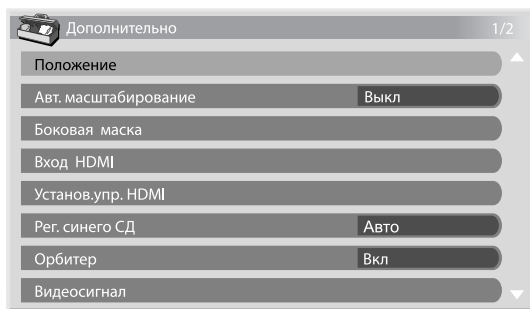 Дополнительно 1/2
Положение
Авт. масштабирование Выкл
Боковая маска
Вход HDMI
Установ.упр. HDMI
Рег. синего СД Авто
Орбитер Вкл
Видеосигнал